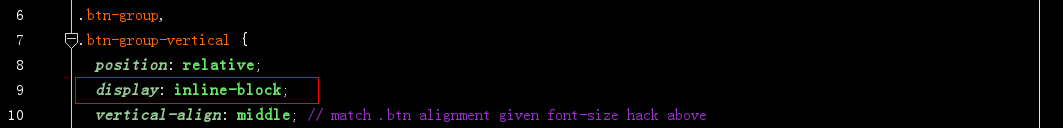 6 .btn-group,
7 .btn-group-vertical {
8 position: relative;
9 display: inline-block;
10 vertical-align: middle; // match .btn alignment given font-size hack above